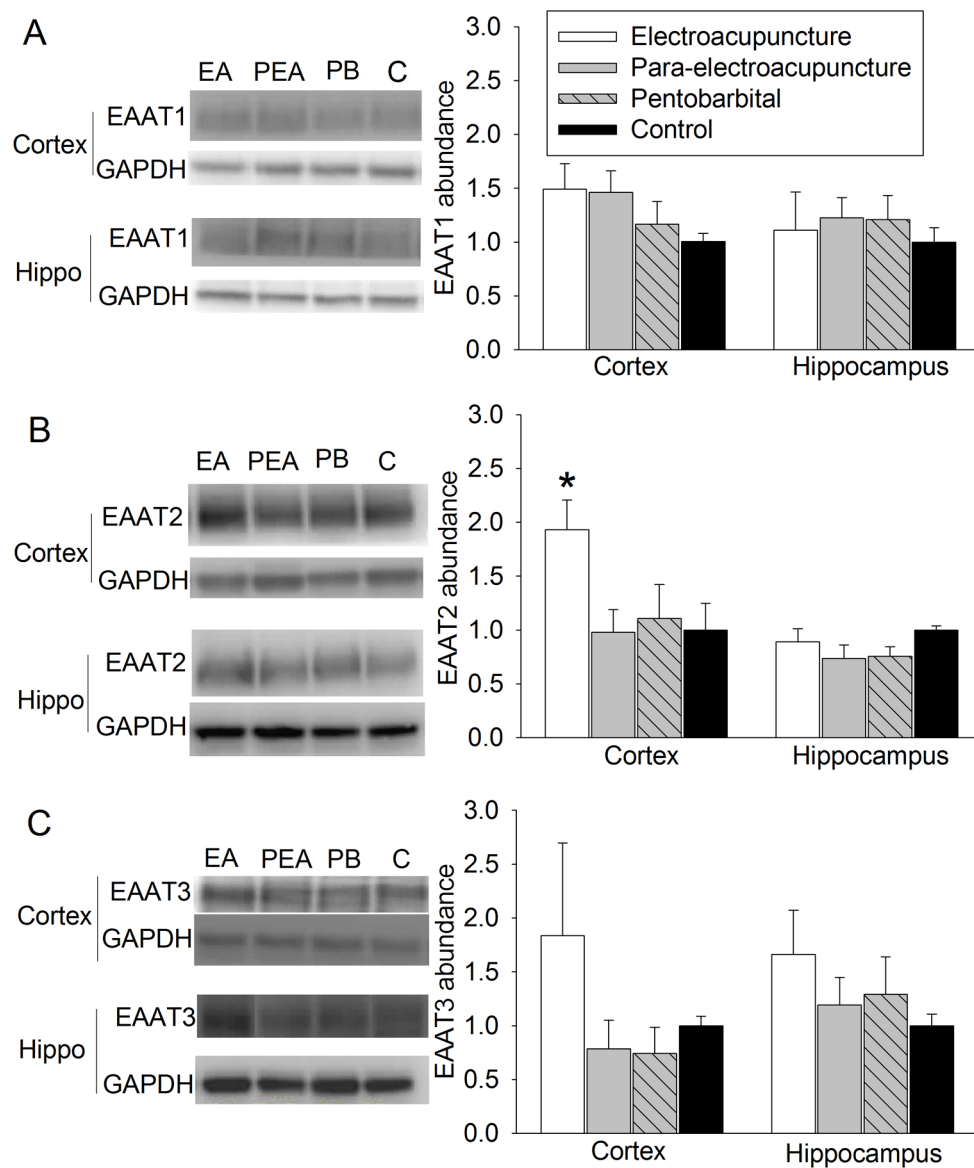 A
EA PEA PB C
EAAT1
Cortex
GAPDH
EAAT1
Hippo
GAPDH
EAAT1 abundance
3.0
2.5
2.0
1.5
1.0
0.5
0.0
Electroacupuncture
Para-electroacupuncture
Pentobarbital
Control
Cortex Hippocampus
B
EA PEA PB C
EAAT2
Cortex
GAPDH
EAAT2
Hippo
GAPDH
EAAT2 abundance
3.0
2.5
2.0
1.5
1.0
0.5
0.0
*
Cortex Hippocampus
C
EA PEA PB C
EAAT3
Cortex
GAPDH
EAAT3
Hippo
GAPDH
EAAT3 abundance
3.0
2.5
2.0
1.5
1.0
0.5
0.0
Cortex Hippocampus